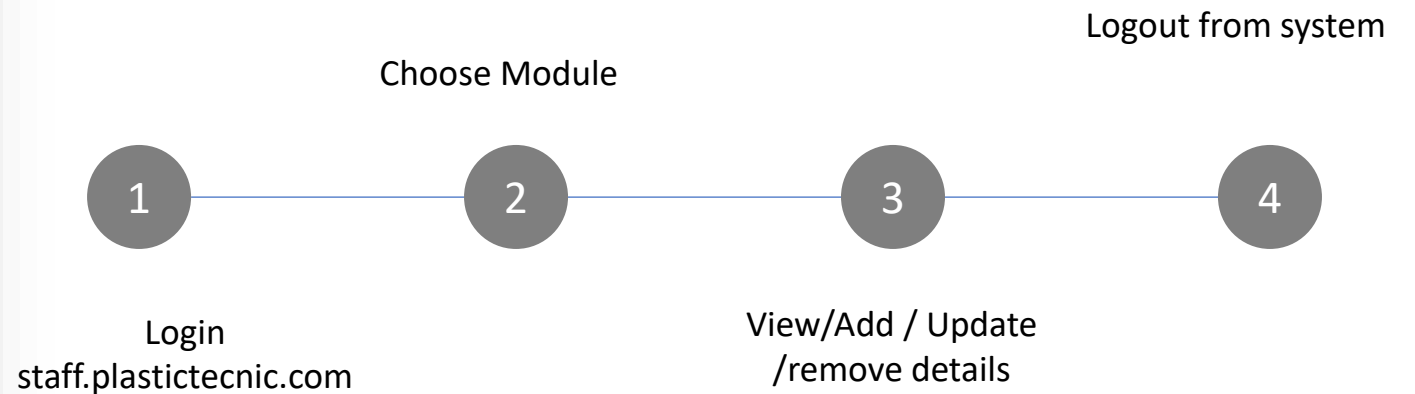 Logout from system
Choose Module
1
2
3
4
Login
staff.plastictecnic.com
View/Add / Update
/remove details